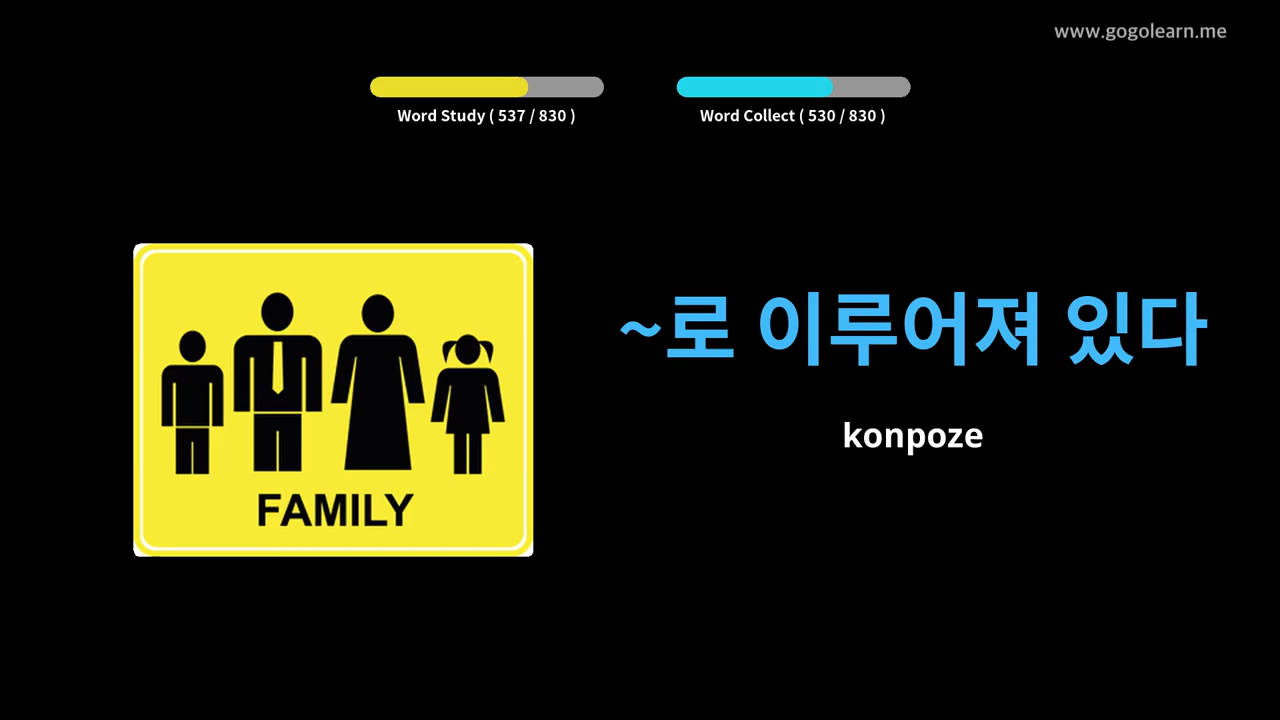 www.gogolearn.me
Word Study ( 537 / 830 )
Word Collect ( 530 / 830 )
~로 이루어져 있다
konpoze
FAMILY